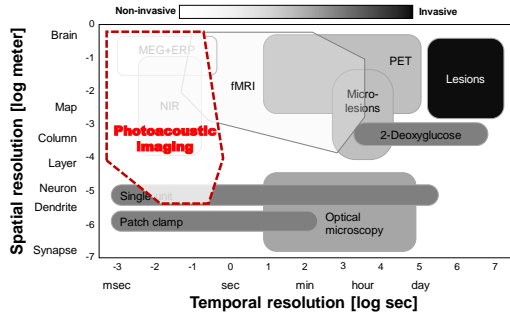 Non-invasive Invasive
Spatial resolution [log meter]
Brain
Map
Column
Layer
Neuron
Dendrite
Synapse
0
-1
-2
-3
-4
-5
-6
-7
MEG+ERP
NIR
fMRI
PET
Lesions
Micro-
lesions
2-Deoxyglucose
Photoacoustic
imaging
Single unit
Patch clamp
Optical
microscopy
-3 -2 -1 0 1 2 3 4 5 6 7
msec sec min hour day
Temporal resolution [log sec]